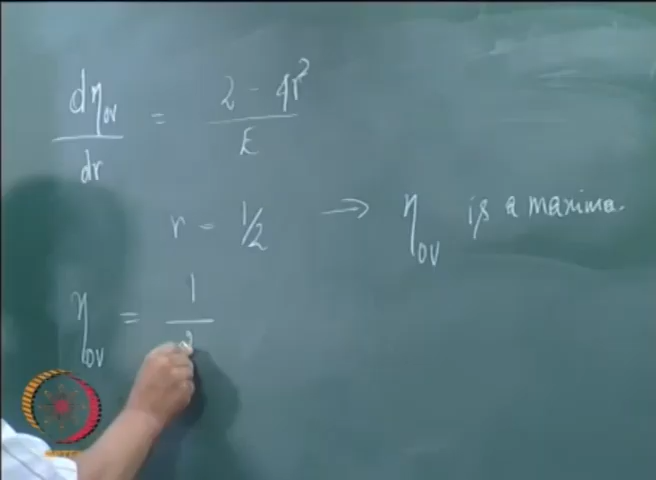 dη_ov/dr = (2 - 4r²)/E
r = 1/2 → η_ov is a maxima.
η_ov = 1/2